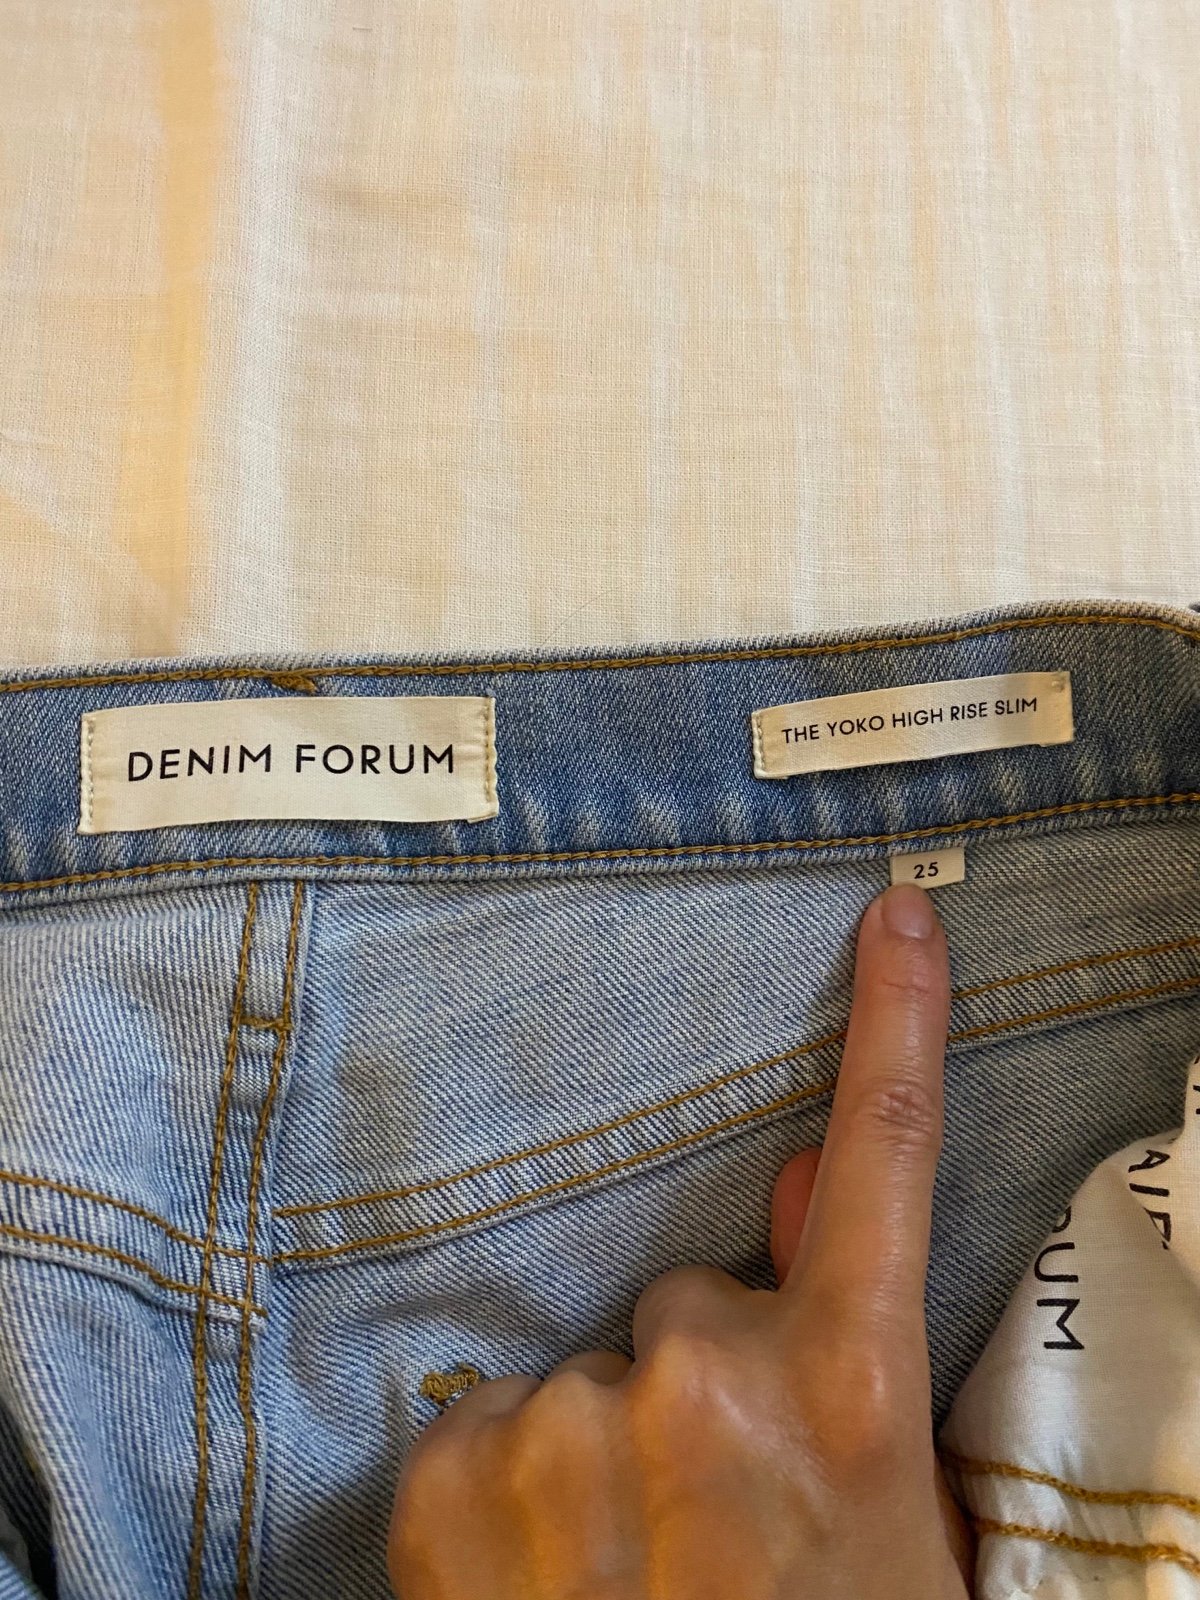 DENIM FORUM
THE YOKO HIGH RISE SLIM
25